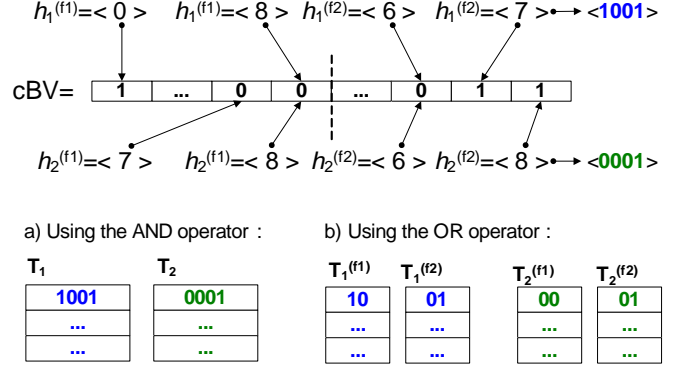 h₁⁽ᶠ¹⁾=< 0 > h₁⁽ᶠ¹⁾=< 8 > h₁⁽ᶠ²⁾=< 6 > h₁⁽ᶠ²⁾=< 7 > <1001>
cBV= 1 ... 0 0 ... 0 1 1
h₂⁽ᶠ¹⁾=< 7 > h₂⁽ᶠ¹⁾=< 8 > h₂⁽ᶠ²⁾=< 6 > h₂⁽ᶠ²⁾=< 8 > <0001>
a) Using the AND operator : b) Using the OR operator :
T₁ T₂ T₁⁽ᶠ¹⁾ T₁⁽ᶠ²⁾ T₂⁽ᶠ¹⁾ T₂⁽ᶠ²⁾
1001 0001 10 01 00 01
... ... ... ... ... ...
... ... ... ... ... ...